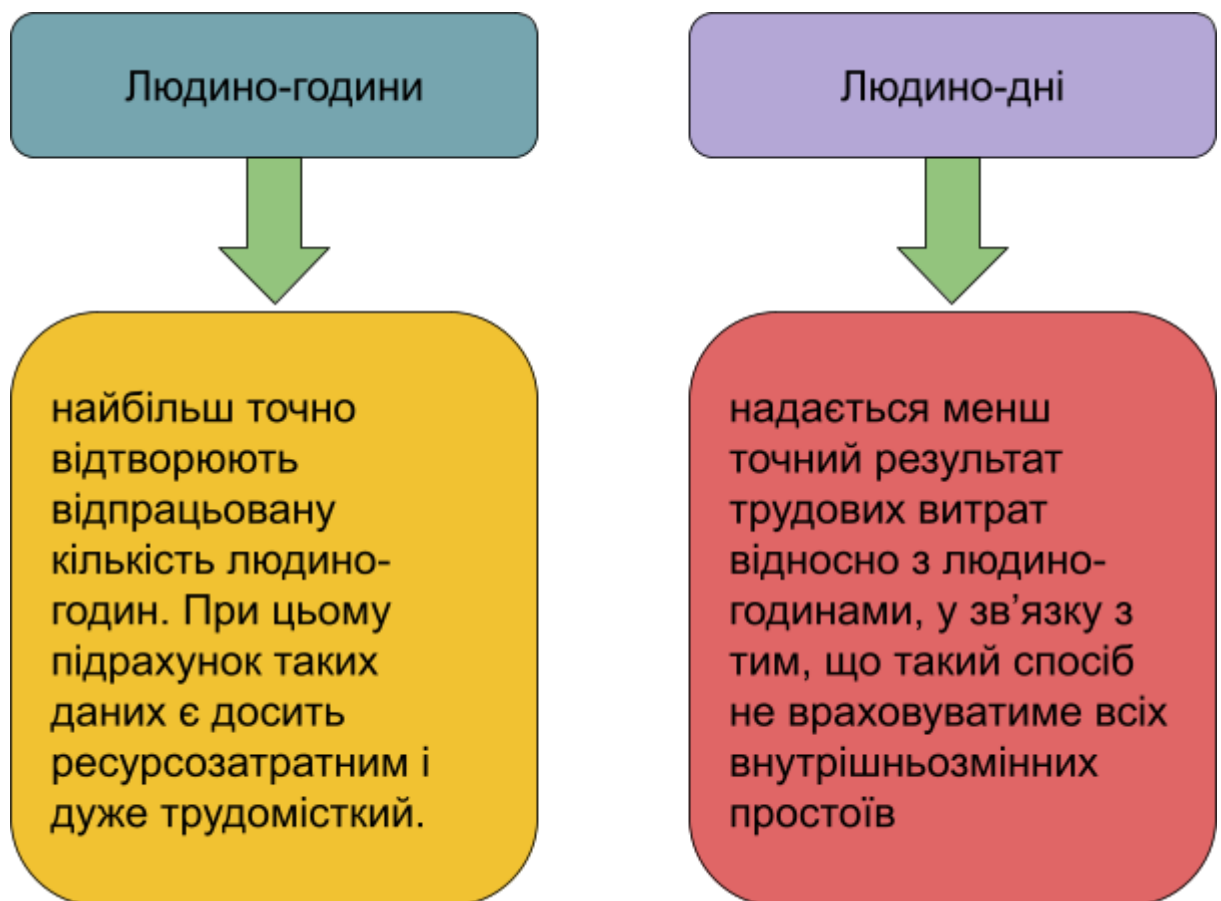 Людино-години
найбільш точно
відтворюють
відпрацьовану
кількість людино-
годин. При цьому
підрахунок таких
даних є досить
ресурсозатратним і
дуже трудомісткий.
Людино-дні
надається менш
точний результат
трудових витрат
відносно з людино-
годинами, у зв’язку з
тим, що такий спосіб
не враховуватиме всіх
внутрішньозмінних
простоїв